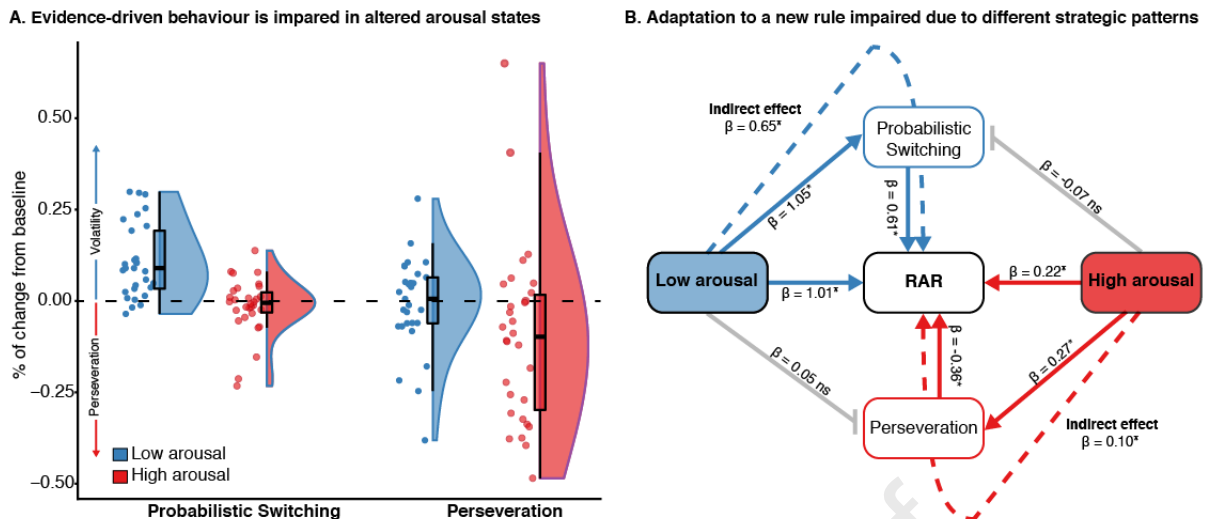 A. Evidence-driven behaviour is impared in altered arousal states
% of change from baseline
0.50
0.25
0.00
−0.25
−0.50
Volatility
Perseveration
Low arousal
High arousal
Probabilistic Switching
Perseveration
B. Adaptation to a new rule impaired due to different strategic patterns
Indirect effect
β = 0.65*
Probabilistic
Switching
β = 1.05*
β = 0.61*
β = -0.07 ns
Low arousal
β = 1.01*
RAR
β = 0.22*
High arousal
β = 0.05 ns
β = -0.36*
β = 0.27*
Perseveration
Indirect effect
β = 0.10*
f